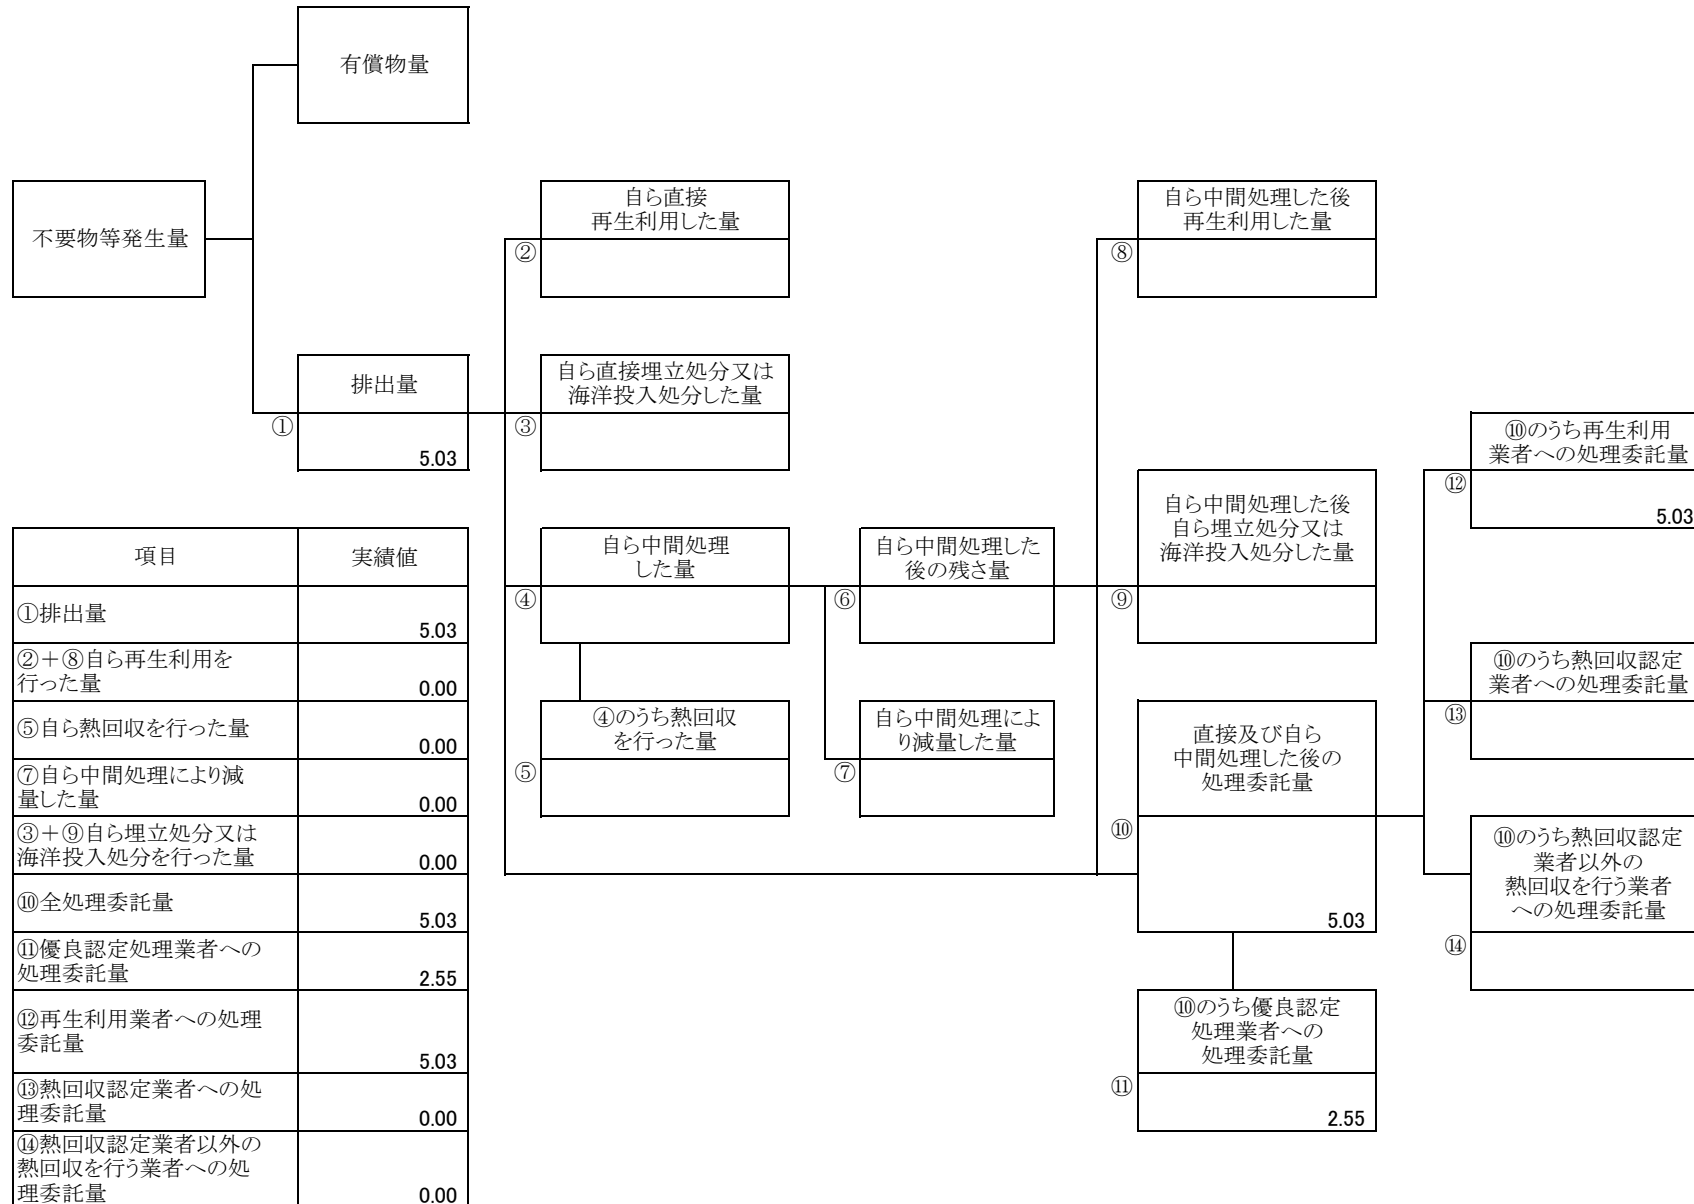 有償物量
不要物等発生量
自ら直接
再生利用した量
②
自ら中間処理した後
再生利用した量
⑧
排出量
①
5.03
自ら直接埋立処分又は
海洋投入処分した量
③
⑩のうち再生利用
業者への処理委託量
⑫
5.03
自ら中間処理した後
自ら埋立処分又は
海洋投入処分した量
⑨
自ら中間処理
した量
④
自ら中間処理した
後の残さ量
⑥
⑩のうち熱回収認定
業者への処理委託量
⑬
④のうち熱回収
を行った量
⑤
自ら中間処理によ
り減量した量
⑦
直接及び自ら
中間処理した後の
処理委託量
⑩
5.03
⑩のうち熱回収認定
業者以外の
熱回収を行う業者
への処理委託量
⑭
⑩のうち優良認定
処理業者への
処理委託量
⑪
2.55
項目
実績値
①排出量
5.03
②＋⑧自ら再生利用を
行った量
0.00
⑤自ら熱回収を行った量
0.00
⑦自ら中間処理により減
量した量
0.00
③＋⑨自ら埋立処分又は
海洋投入処分を行った量
0.00
⑩全処理委託量
5.03
⑪優良認定処理業者への
処理委託量
2.55
⑫再生利用業者への処理
委託量
5.03
⑬熱回収認定業者への処
理委託量
0.00
⑭熱回収認定業者以外の
熱回収を行う業者への処
理委託量
0.00